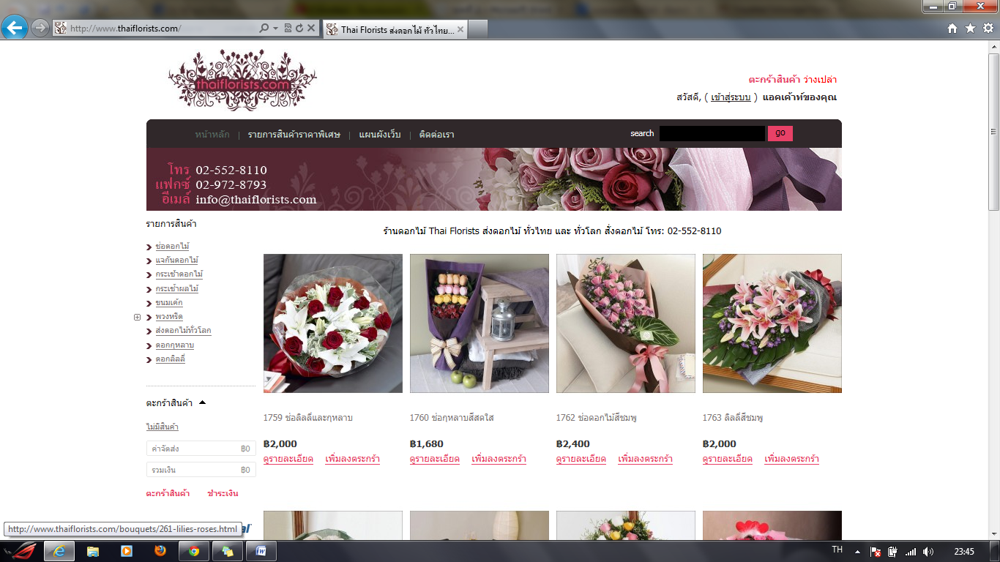 http://www.thaiflorists.com/
Thai Florists ส่งดอกไม้ ทั่วไทย...
thaiflorists.com
ตะกร้าสินค้า ว่างเปล่า
สวัสดี, ( เข้าสู่ระบบ ) แอคเค้าท์ของคุณ
หน้าหลัก | รายการสินค้าราคาพิเศษ | แผนผังเว็บ | ติดต่อเรา
search go
โทร 02-552-8110
แฟกซ์ 02-972-8793
อีเมล์ info@thaiflorists.com
รายการสินค้า
ร้านดอกไม้ Thai Florists ส่งดอกไม้ ทั่วไทย และ ทั่วโลก สั่งดอกไม้ โทร: 02-552-8110
ช่อดอกไม้
แจกันดอกไม้
กระเช้าดอกไม้
กระเช้าผลไม้
ขนมเค้ก
พวงหรีด
ส่งดอกไม้ทั่วโลก
ดอกกุหลาบ
ดอกลิลลี่
ตะกร้าสินค้า
ไม่มีสินค้า
ค่าจัดส่ง ฿0
รวมเงิน ฿0
ตะกร้าสินค้า ชำระเงิน
1759 ช่อลิลลี่และกุหลาบ
฿2,000
ดูรายละเอียด เพิ่มลงตระกร้า
1760 ช่อกุหลาบสีสดใส
฿1,680
ดูรายละเอียด เพิ่มลงตระกร้า
1762 ช่อดอกไม้สีชมพู
฿2,400
ดูรายละเอียด เพิ่มลงตระกร้า
1763 ลิลลี่สีชมพู
฿2,000
ดูรายละเอียด เพิ่มลงตระกร้า
http://www.thaiflorists.com/bouquets/261-lilies-roses.html
TH 23:45